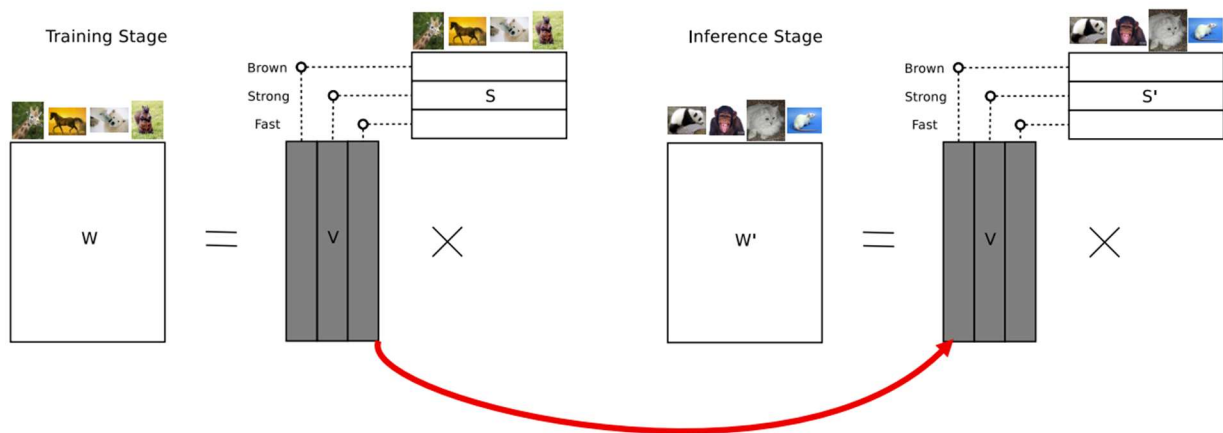 Training Stage
Brown
Strong
Fast
S
W
=
V
×
Inference Stage
Brown
Strong
Fast
S'
W'
=
V
×